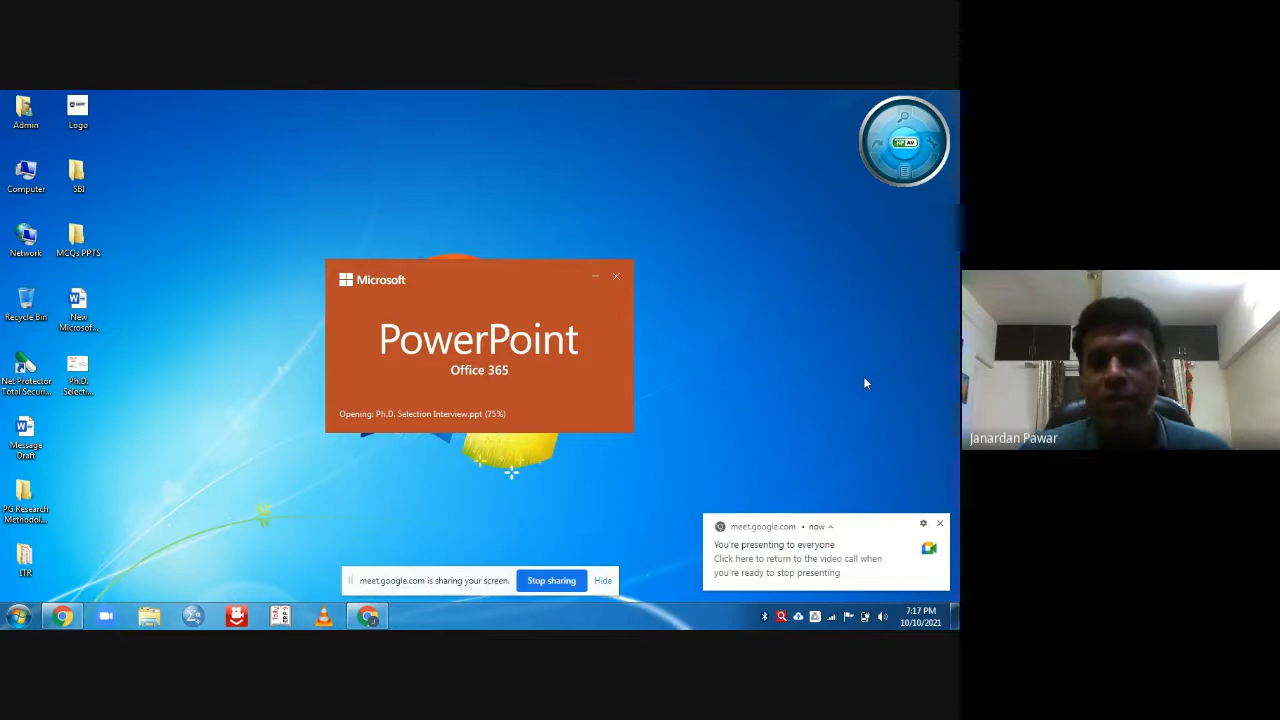 Admin
Logo
Computer
SBI
Network
MCQs PPTS
Recycle Bin
New
Microsof...
Net Protector
Total Securi...
Ph.D.
Selecti...
Message
Draft
PG Research
Methodol...
ITR
Microsoft
PowerPoint
Office 365
Opening: Ph.D. Selection Interview.ppt (75%)
NP AV
meet.google.com • now
You're presenting to everyone
Click here to return to the video call when
you're ready to stop presenting
meet.google.com is sharing your screen.
Stop sharing
Hide
7:17 PM
10/10/2021
Janardan Pawar